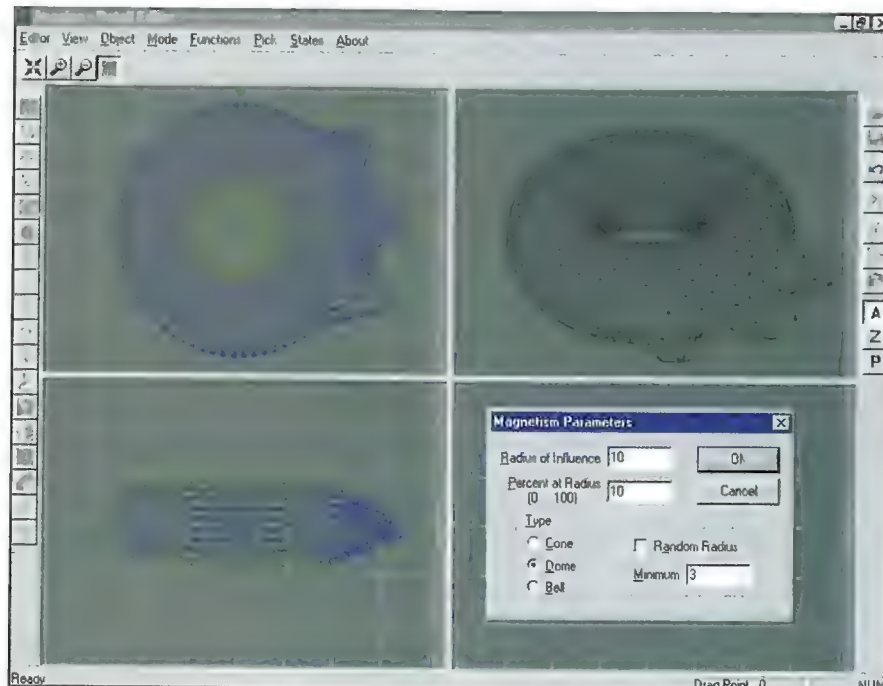 Editor View Object Mode Functions Pick States About
A
Z
P
Magnetism Parameters
Radius of Influence 10
OK
Percent at Radius 10
(0 100)
Cancel
Type
Cone
Random Radius
Dome
Minimum 3
Bell
Ready
Drag Point 0
NUM